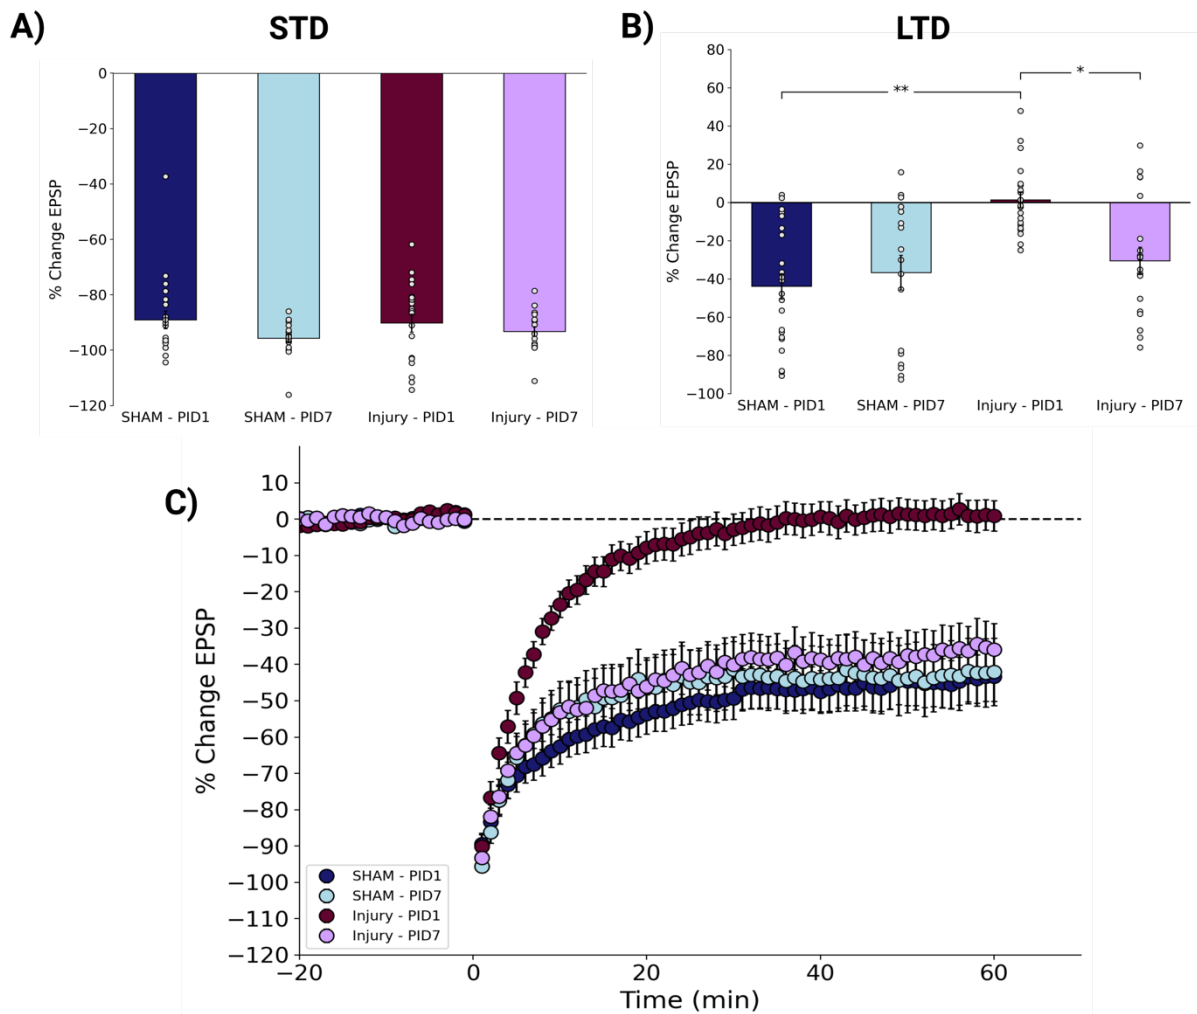 A)
STD
0
−20
−40
−60
−80
−100
−120
% Change EPSP
SHAM - PID1
SHAM - PID7
Injury - PID1
Injury - PID7
B)
LTD
80
60
40
20
0
−20
−40
−60
−80
−100
% Change EPSP
**
*
SHAM - PID1
SHAM - PID7
Injury - PID1
Injury - PID7
C)
10
0
−10
−20
−30
−40
−50
−60
−70
−80
−90
−100
−110
−120
% Change EPSP
SHAM - PID1
SHAM - PID7
Injury - PID1
Injury - PID7
−20
0
20
40
60
Time (min)